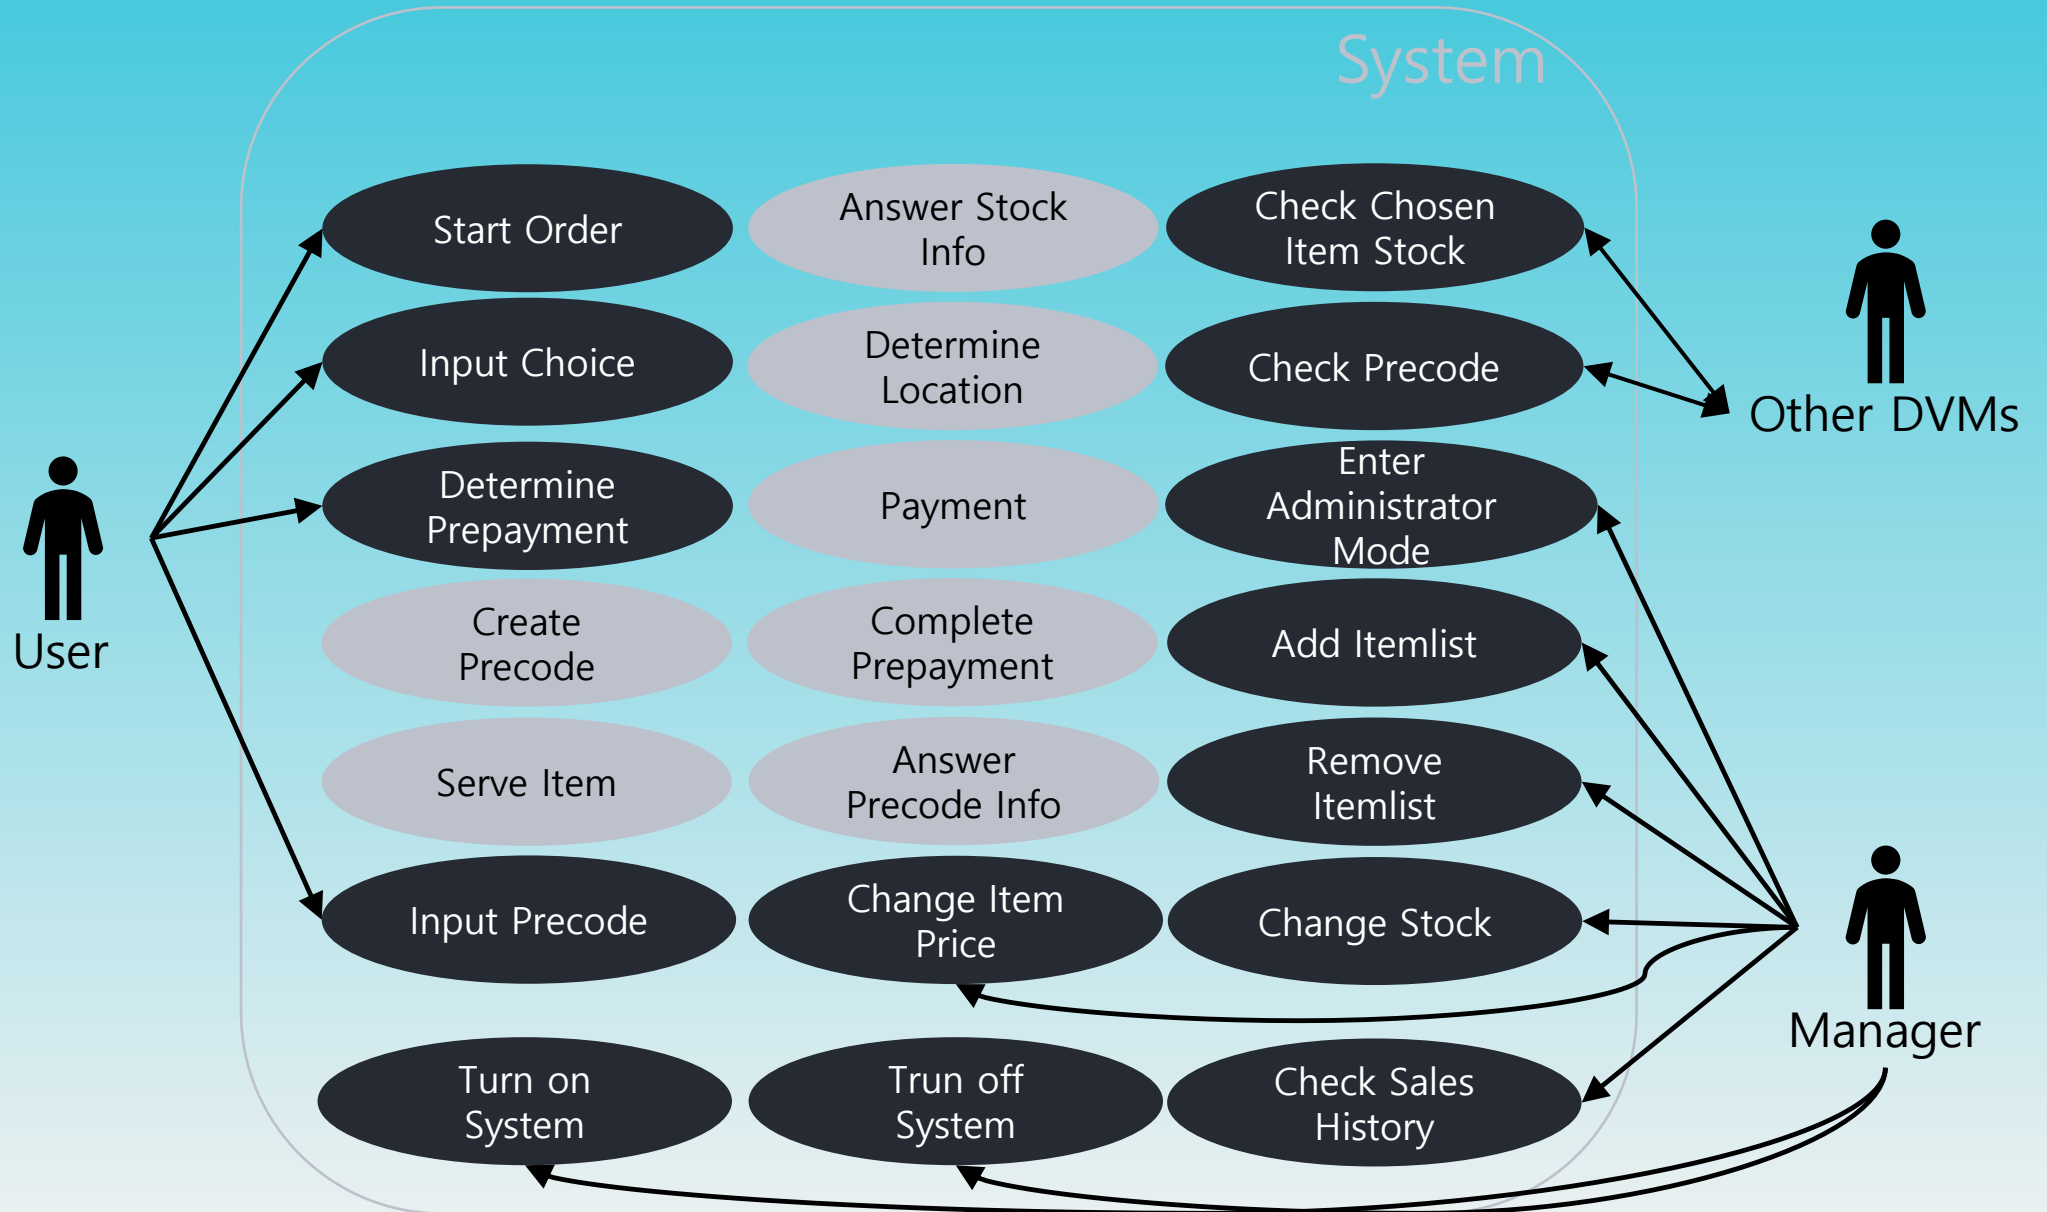 System
Start Order
Answer Stock
Info
Check Chosen
Item Stock
Input Choice
Determine
Location
Check Precode
Other DVMs
Determine
Prepayment
Payment
Enter
Administrator
Mode
User
Create
Precode
Complete
Prepayment
Add Itemlist
Serve Item
Answer
Precode Info
Remove
Itemlist
Input Precode
Change Item
Price
Change Stock
Manager
Turn on
System
Trun off
System
Check Sales
History